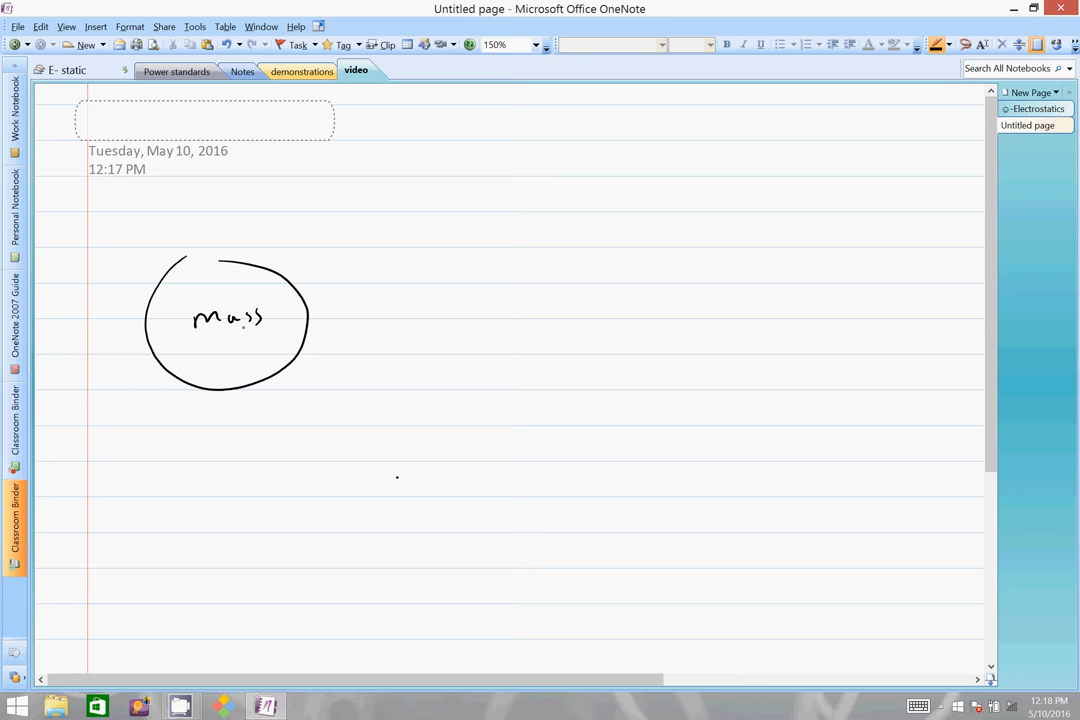 Untitled page - Microsoft Office OneNote
File Edit View Insert Format Share Tools Table Window Help
New Task Tag Clip 150%
E- static Power standards Notes demonstrations video Search All Notebooks
New Page
-Electrostatics
Untitled page
Work Notebook
Personal Notebook
OneNote 2007 Guide
Classroom Binder
Classroom Binder
Tuesday, May 10, 2016
12:17 PM
mass
12:18 PM
5/10/2016